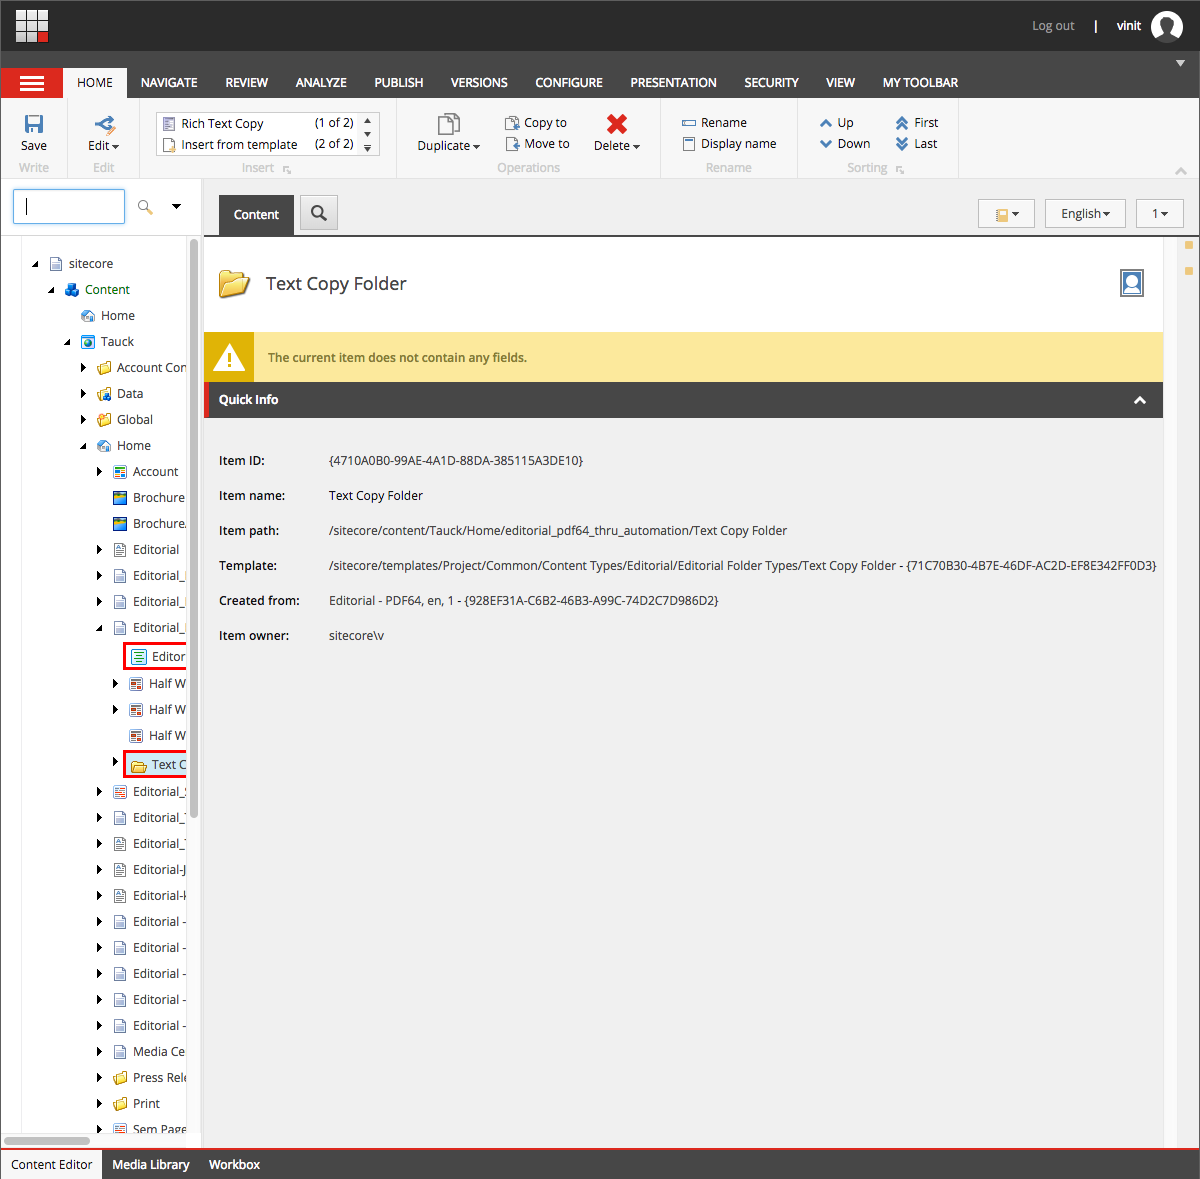 Log out | vinit
HOME NAVIGATE REVIEW ANALYZE PUBLISH VERSIONS CONFIGURE PRESENTATION SECURITY VIEW MY TOOLBAR
Save
Write
Edit
Edit
Rich Text Copy (1 of 2)
Insert from template (2 of 2)
Insert
Duplicate
Copy to
Move to
Delete
Operations
Rename
Display name
Rename
Up
Down
First
Last
Sorting
Content
English
1
sitecore
Content
Home
Tauck
Account Con
Data
Global
Home
Account
Brochure
Brochure
Editorial
Editorial_
Editorial_
Editorial_
Editor
Half W
Half W
Half W
Text C
Editorial_S
Editorial_T
Editorial_T
Editorial-J
Editorial-k
Editorial -
Editorial -
Editorial -
Editorial -
Editorial -
Media Ce
Press Rele
Print
Sem Page
Text Copy Folder
The current item does not contain any fields.
Quick Info
Item ID: {4710A0B0-99AE-4A1D-88DA-385115A3DE10}
Item name: Text Copy Folder
Item path: /sitecore/content/Tauck/Home/editorial_pdf64_thru_automation/Text Copy Folder
Template: /sitecore/templates/Project/Common/Content Types/Editorial/Editorial Folder Types/Text Copy Folder - {71C70B30-4B7E-46DF-AC2D-EF8E342FF0D3}
Created from: Editorial - PDF64, en, 1 - {928EF31A-C6B2-46B3-A99C-74D2C7D986D2}
Item owner: sitecore\v
Content Editor Media Library Workbox